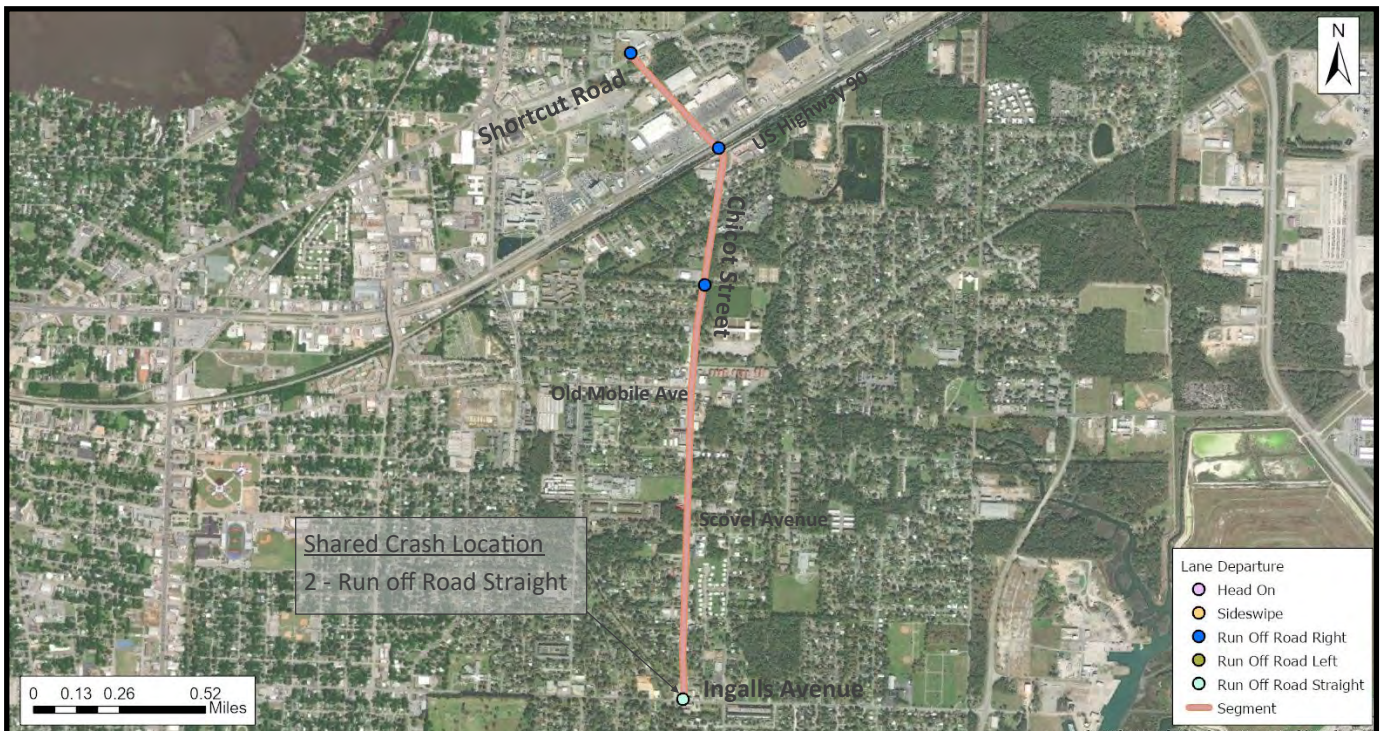 N
Shortcut Road
US Highway 90
Chicot Street
Old Mobile Ave
Scovel Avenue
Shared Crash Location
2 - Run off Road Straight
Ingalls Avenue
0 0.13 0.26 0.52
Miles
Lane Departure
Head On
Sideswipe
Run Off Road Right
Run Off Road Left
Run Off Road Straight
Segment